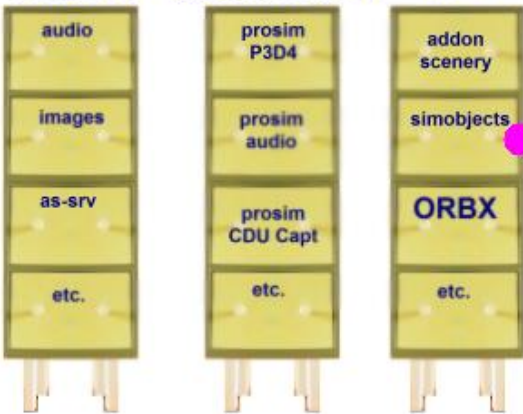 audio
images
as-srv
etc.
prosim
P3D4
prosim
audio
prosim
CDU Capt
etc.
addon
scenery
simobjects
ORBX
etc.